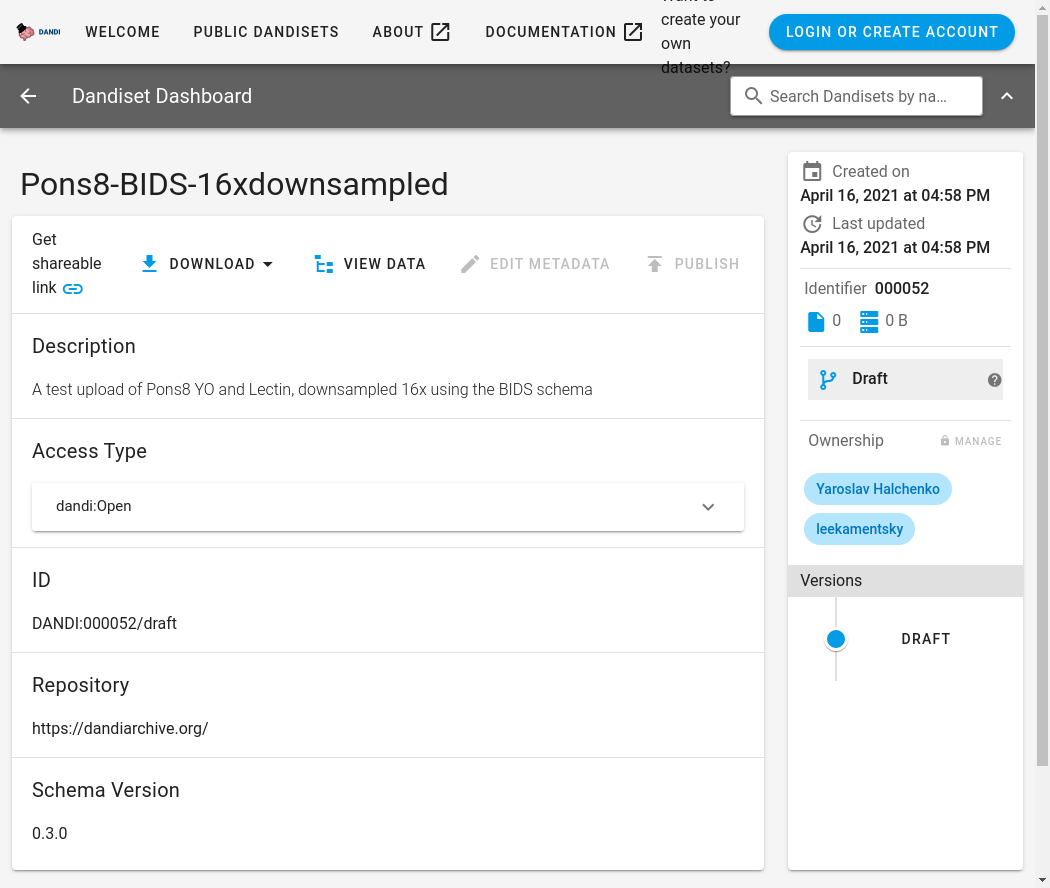 DANDI
WELCOME
PUBLIC DANDISETS
ABOUT
DOCUMENTATION
Want to
create your
own
datasets?
LOGIN OR CREATE ACCOUNT
Dandiset Dashboard
Search Dandisets by na...
Pons8-BIDS-16xdownsampled
Get
shareable
link
DOWNLOAD
VIEW DATA
EDIT METADATA
PUBLISH
Description
A test upload of Pons8 YO and Lectin, downsampled 16x using the BIDS schema
Access Type
dandi:Open
ID
DANDI:000052/draft
Repository
https://dandiarchive.org/
Schema Version
0.3.0
Created on
April 16, 2021 at 04:58 PM
Last updated
April 16, 2021 at 04:58 PM
Identifier 000052
0 0 B
Draft
Ownership
MANAGE
Yaroslav Halchenko
leekamentsky
Versions
DRAFT